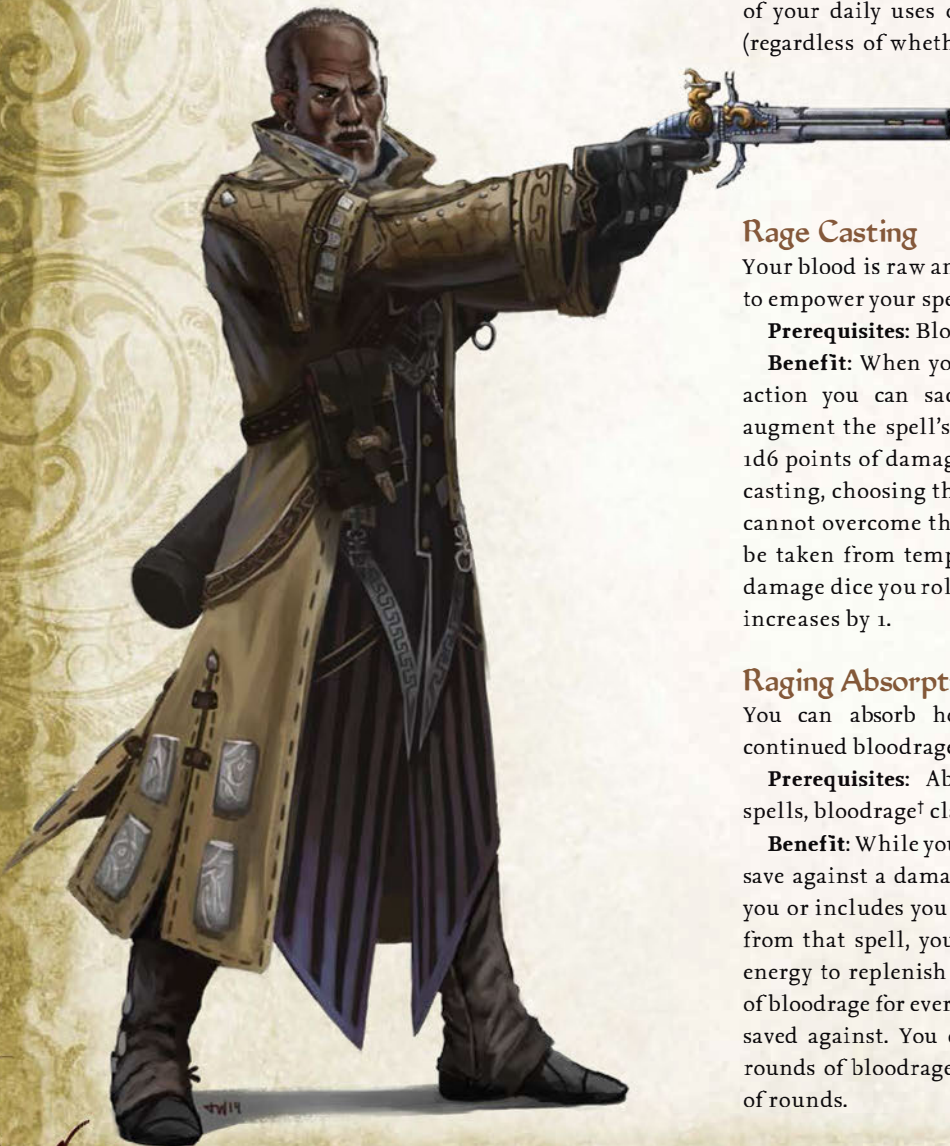 of your daily uses
(regardless of wheth
Rage Casting
Your blood is raw an
to empower your spe
Prerequisites: Blo
Benefit: When yo
action you can sac
augment the spell's
1d6 points of damag
casting, choosing th
cannot overcome th
be taken from temp
damage dice you rol
increases by 1.
Raging Absorpt
You can absorb ho
continued bloodrage
Prerequisites: Ab
spells, bloodrage† cl
Benefit: While you
save against a dama
you or includes you
from that spell, you
energy to replenish
of bloodrage for ever
saved against. You
rounds of bloodrage
of rounds.